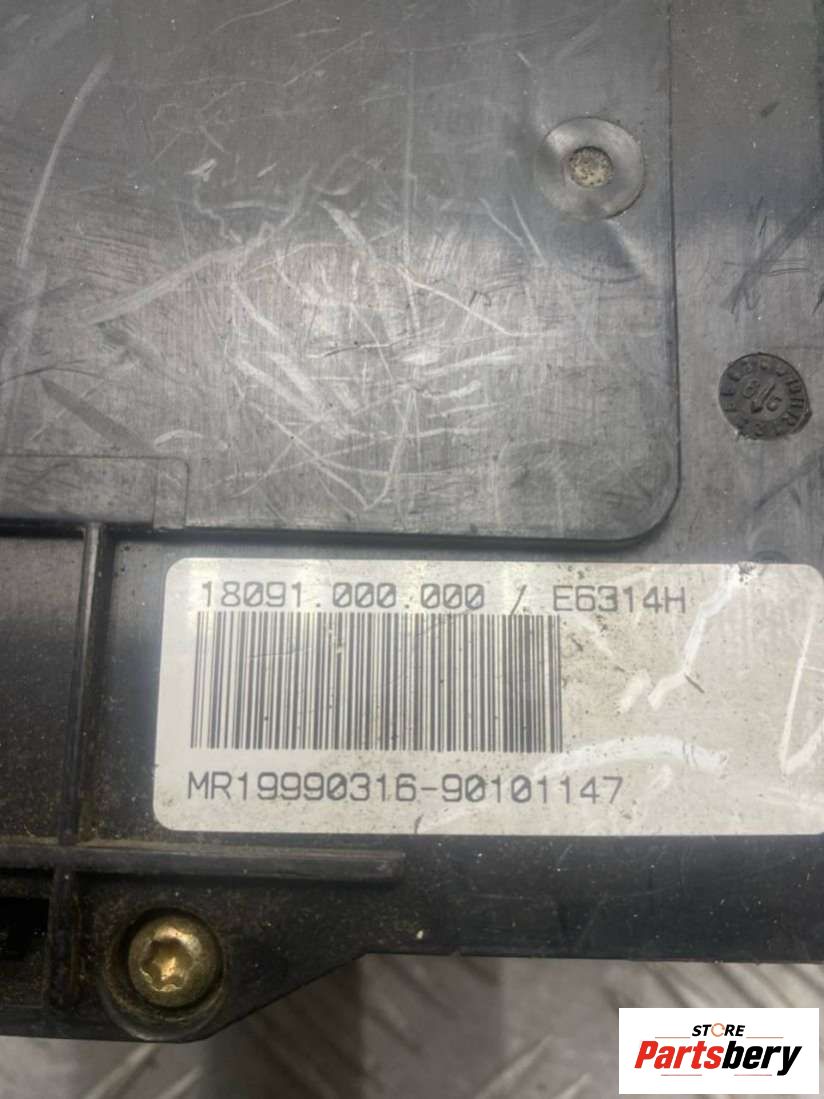 18091.000.000 / E6314H
MR19990316-90101147
STORE
Partsbery